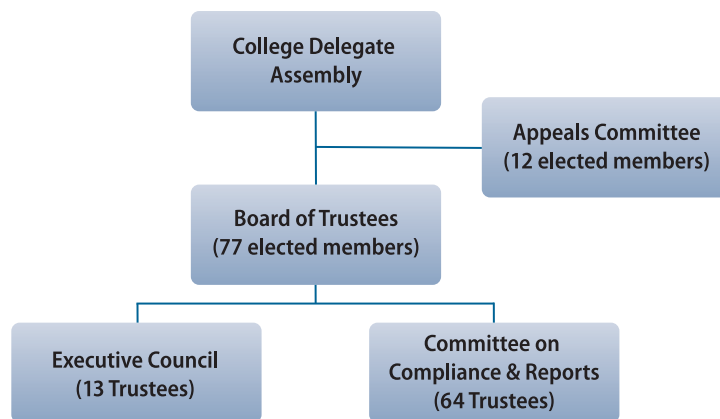 College Delegate
Assembly
Appeals Committee
(12 elected members)
Board of Trustees
(77 elected members)
Executive Council
(13 Trustees)
Committee on
Compliance & Reports
(64 Trustees)